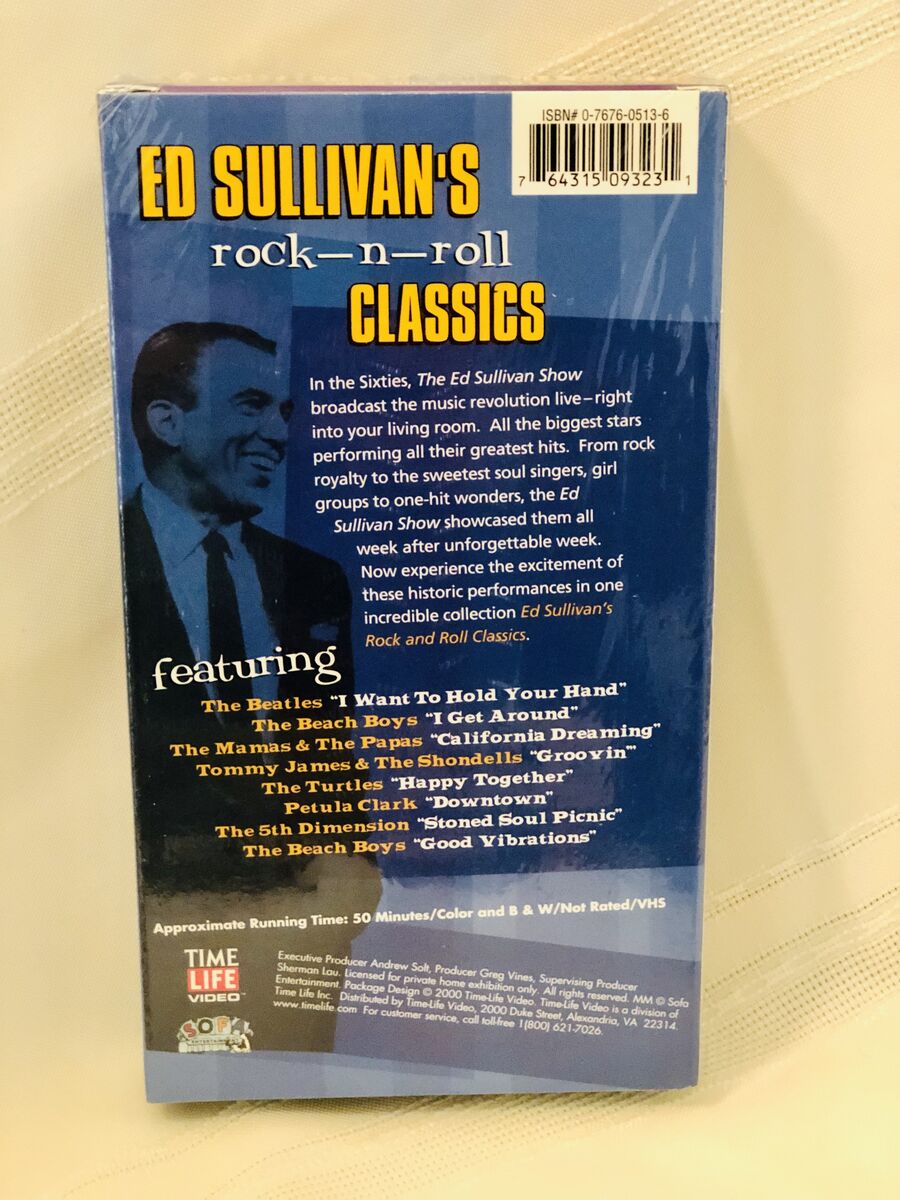 ISBN# 0-7676-0513-6
7 64315 09323 1
ED SULLIVAN'S
rock–n–roll
CLASSICS
In the Sixties, The Ed Sullivan Show
broadcast the music revolution live–right
into your living room. All the biggest stars
performing all their greatest hits. From rock
royalty to the sweetest soul singers, girl
groups to one-hit wonders, the Ed
Sullivan Show showcased them all
week after unforgettable week.
Now experience the excitement of
these historic performances in one
incredible collection Ed Sullivan's
Rock and Roll Classics.
featuring
The Beatles "I Want To Hold Your Hand"
The Beach Boys "I Get Around"
The Mamas & The Papas "California Dreaming"
Tommy James & The Shondells "Groovin'"
The Turtles "Happy Together"
Petula Clark "Downtown"
The 5th Dimension "Stoned Soul Picnic"
The Beach Boys "Good Vibrations"
Approximate Running Time: 50 Minutes/Color and B & W/Not Rated/VHS
TIME
LIFE
VIDEO™
SOFA
ENTERTAINMENT
Executive Producer Andrew Solt, Producer Greg Vines, Supervising Producer
Sherman Lau. Licensed for private home exhibition only. All rights reserved. MM © Sofa
Entertainment. Package Design © 2000 Time-Life Video. Time-Life Video is a division of
Time Life Inc. Distributed by Time-Life Video, 2000 Duke Street, Alexandria, VA 22314.
www.timelife.com For customer service, call toll-free 1(800) 621-7026.